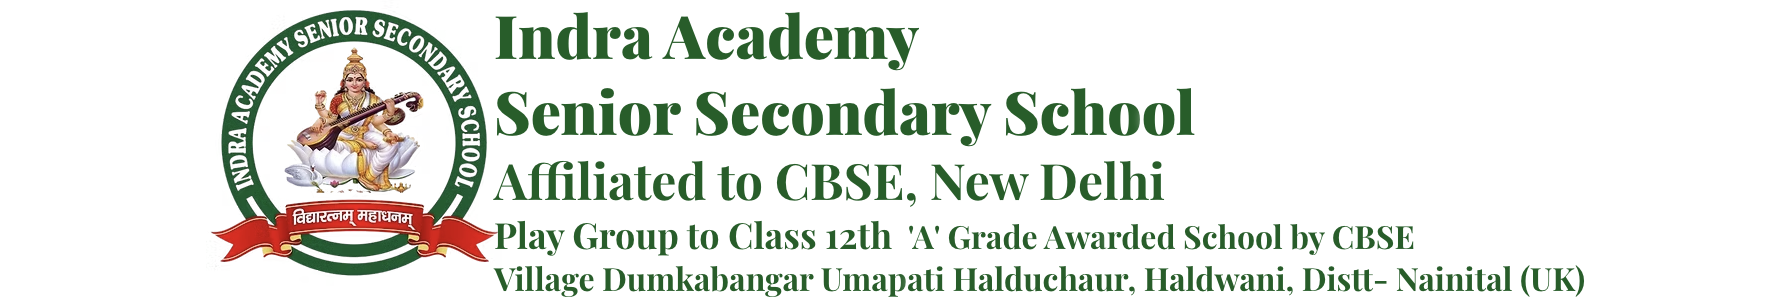 INDRA ACADEMY SENIOR SECONDARY SCHOOL
विद्यारत्नम् महाधनम्
Indra Academy
Senior Secondary School
Affiliated to CBSE, New Delhi
Play Group to Class 12th 'A' Grade Awarded School by CBSE
Village Dumkabangar Umapati Halduchaur, Haldwani, Distt- Nainital (UK)